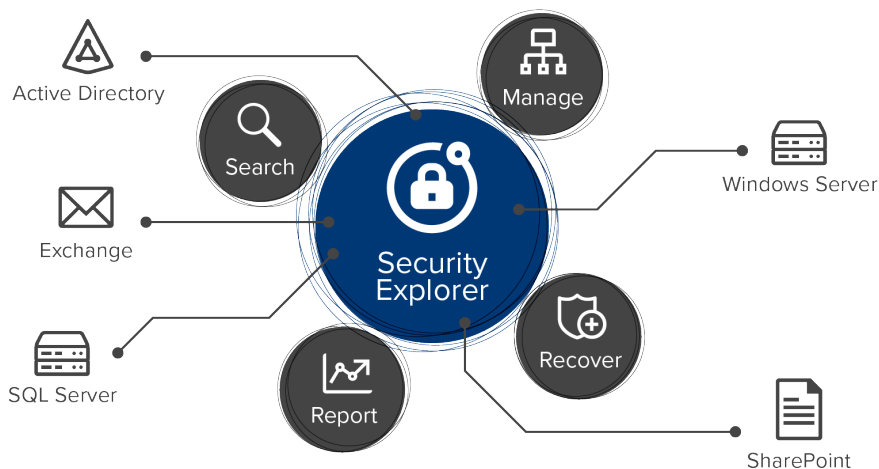 Active Directory
Manage
Search
Windows Server
Exchange
Security
Explorer
Recover
SQL Server
Report
SharePoint